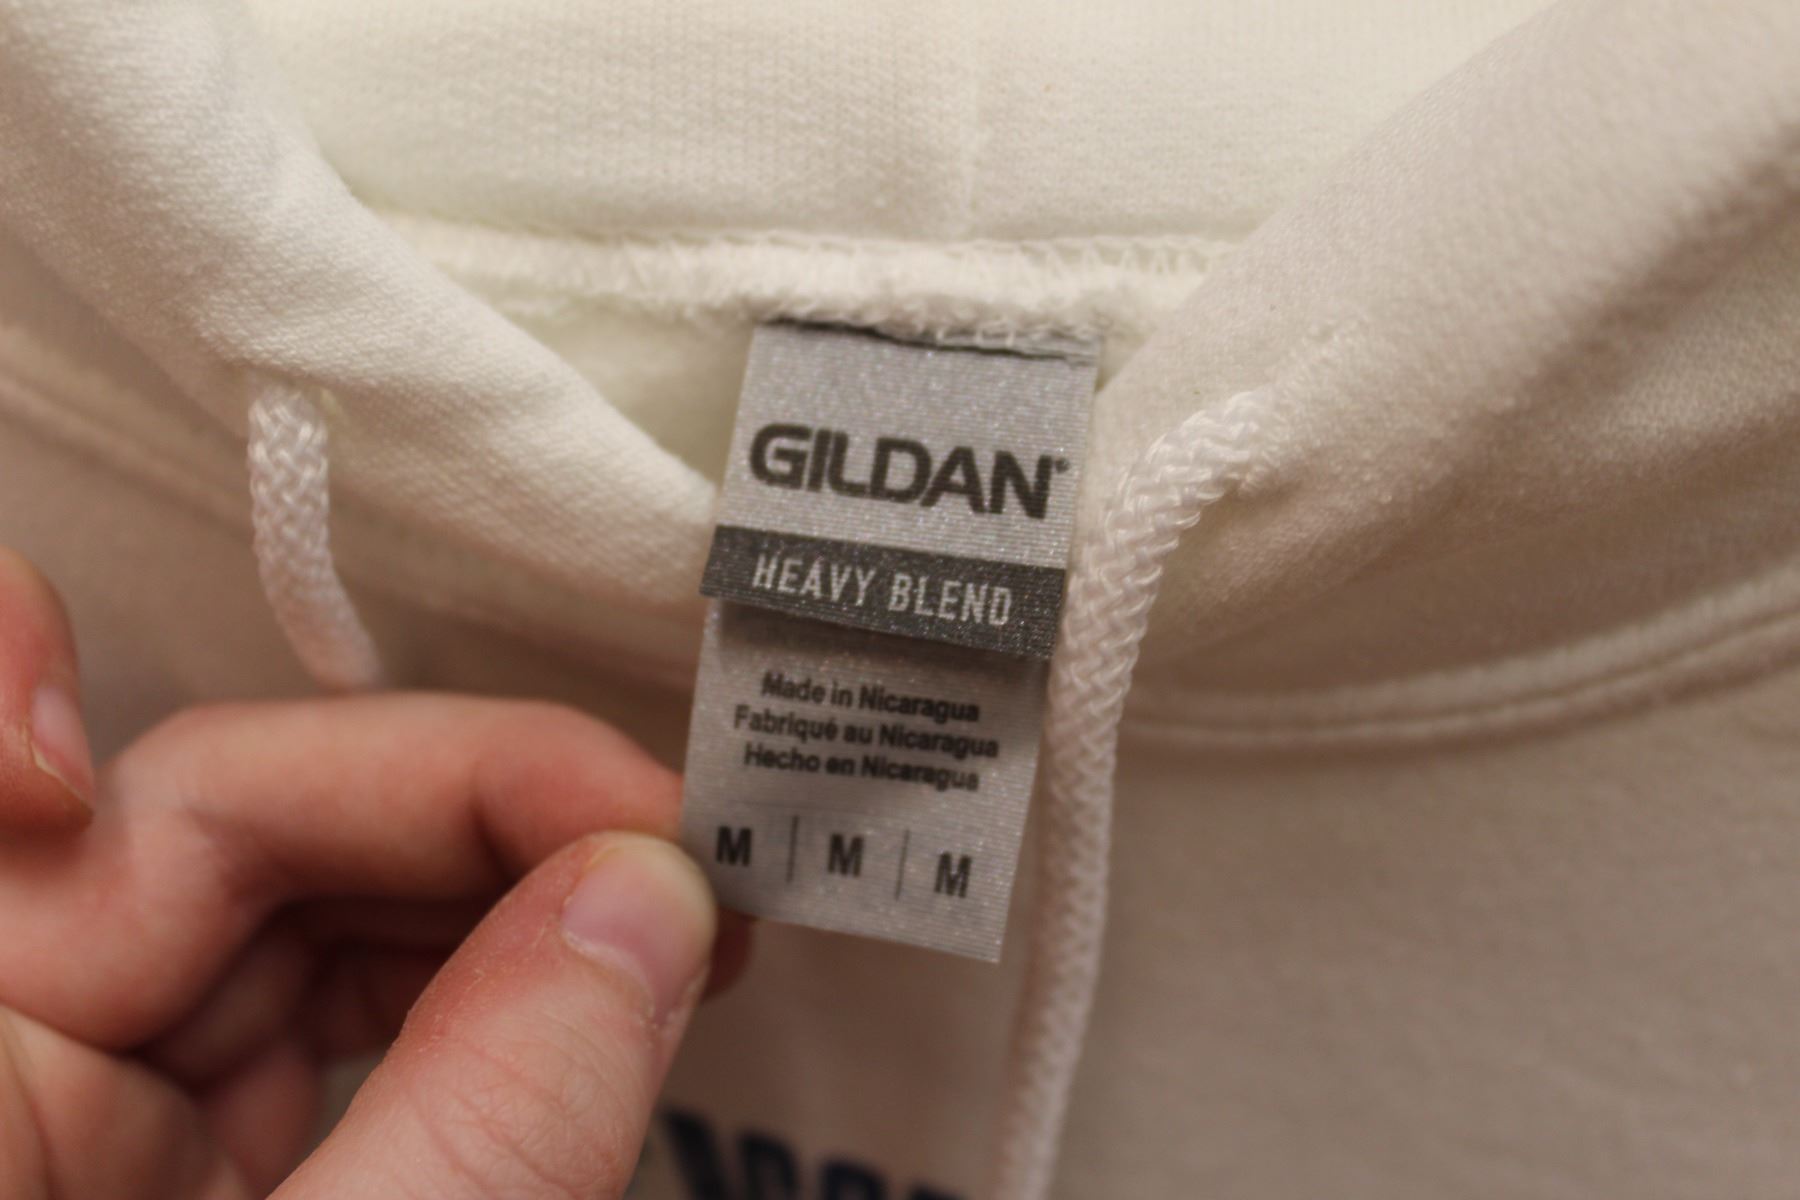 GILDAN®
HEAVY BLEND
Made in Nicaragua
Fabriqué au Nicaragua
Hecho en Nicaragua
M | M | M